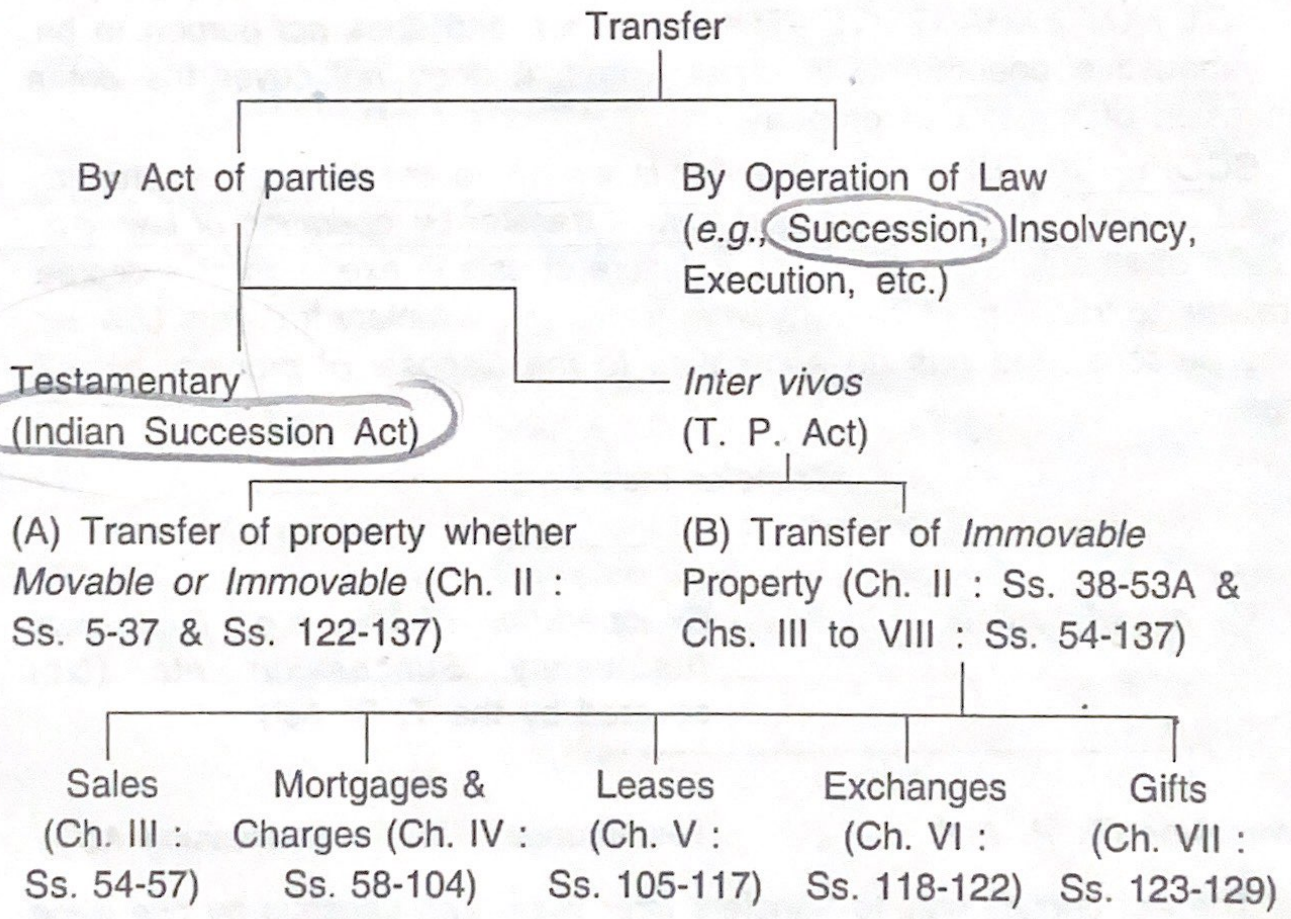 Transfer
By Act of parties
By Operation of Law
(e.g., Succession, Insolvency,
Execution, etc.)
Testamentary
(Indian Succession Act)
Inter vivos
(T. P. Act)
(A) Transfer of property whether
Movable or Immovable (Ch. II :
Ss. 5-37 & Ss. 122-137)
(B) Transfer of Immovable
Property (Ch. II : Ss. 38-53A &
Chs. III to VIII : Ss. 54-137)
Sales
(Ch. III :
Ss. 54-57)
Mortgages &
Charges (Ch. IV :
Ss. 58-104)
Leases
(Ch. V :
Ss. 105-117)
Exchanges
(Ch. VI :
Ss. 118-122)
Gifts
(Ch. VII :
Ss. 123-129)